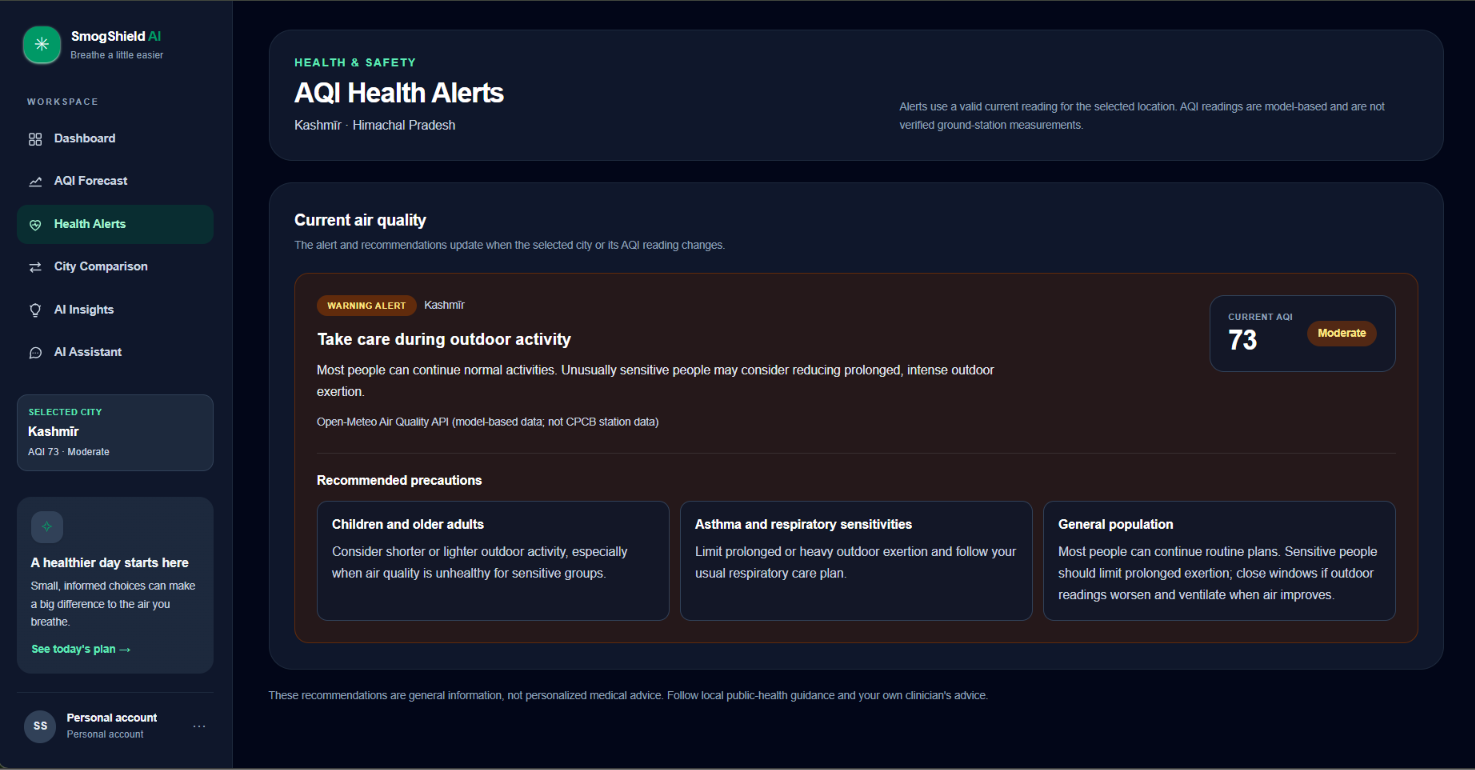 SmogShield AI
Breathe a little easier
WORKSPACE
Dashboard
AQI Forecast
Health Alerts
City Comparison
AI Insights
AI Assistant
SELECTED CITY
Kashmīr
AQI 73 · Moderate
A healthier day starts here
Small, informed choices can make
a big difference to the air you
breathe.
See today's plan →
SS
Personal account
Personal account
...
HEALTH & SAFETY
AQI Health Alerts
Kashmīr · Himachal Pradesh
Alerts use a valid current reading for the selected location. AQI readings are model-based and are not
verified ground-station measurements.
Current air quality
The alert and recommendations update when the selected city or its AQI reading changes.
WARNING ALERT Kashmīr
Take care during outdoor activity
Most people can continue normal activities. Unusually sensitive people may consider reducing prolonged, intense outdoor
exertion.
Open-Meteo Air Quality API (model-based data; not CPCB station data)
CURRENT AQI
73
Moderate
Recommended precautions
Children and older adults
Consider shorter or lighter outdoor activity, especially
when air quality is unhealthy for sensitive groups.
Asthma and respiratory sensitivities
Limit prolonged or heavy outdoor exertion and follow your
usual respiratory care plan.
General population
Most people can continue routine plans. Sensitive people
should limit prolonged exertion; close windows if outdoor
readings worsen and ventilate when air improves.
These recommendations are general information, not personalized medical advice. Follow local public-health guidance and your own clinician's advice.